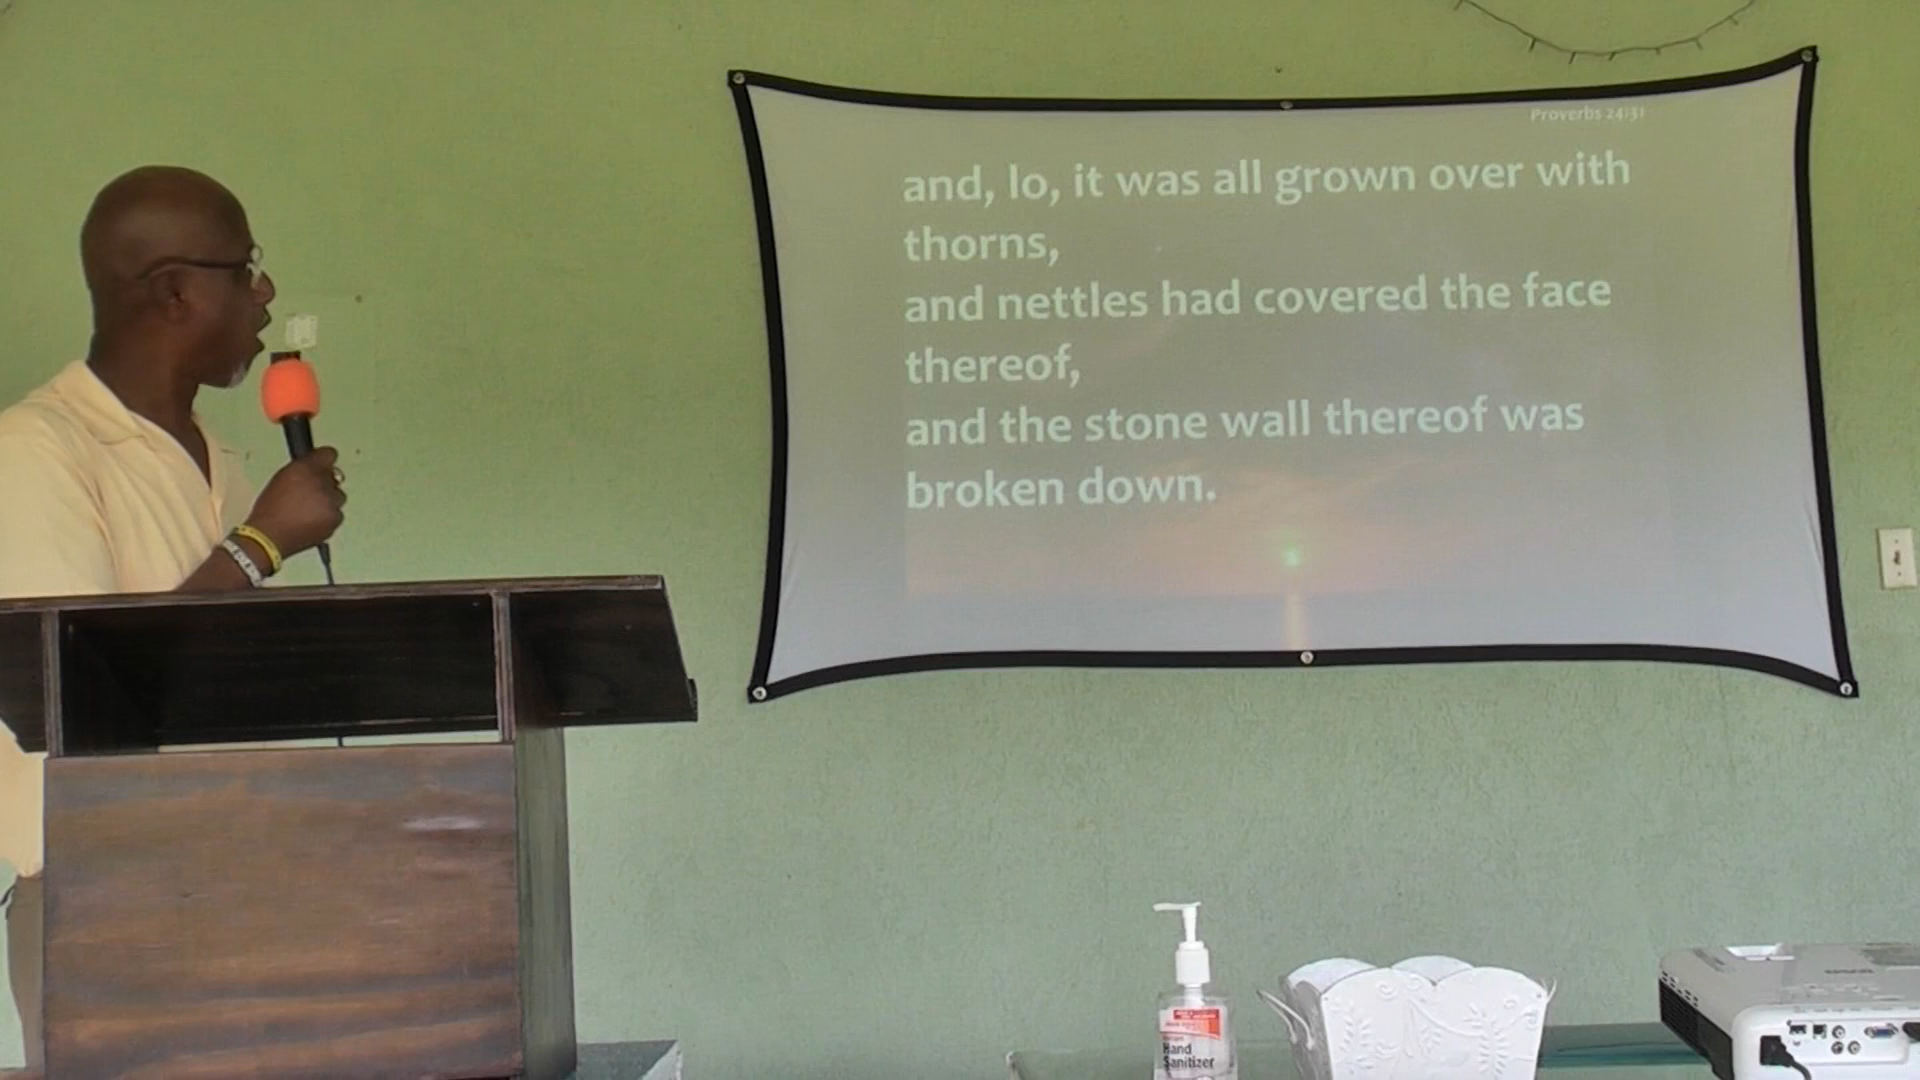 Proverbs 24:31
and, lo, it was all grown over with
thorns,
and nettles had covered the face
thereof,
and the stone wall thereof was
broken down.
Hand
Sanitizer